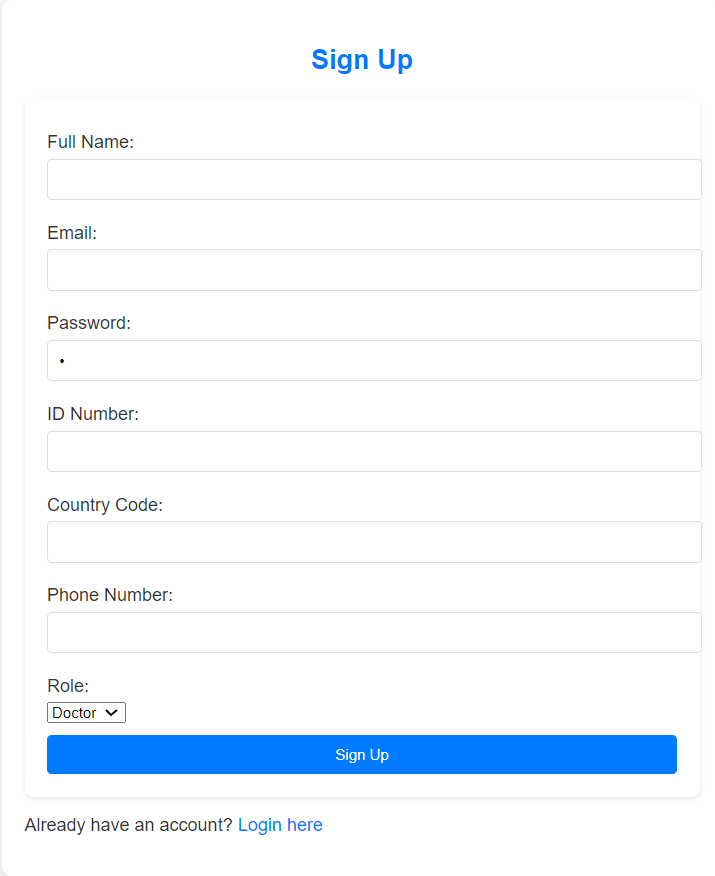 Sign Up
Full Name:
Email:
Password:
•
ID Number:
Country Code:
Phone Number:
Role:
Doctor
Sign Up
Already have an account? Login here